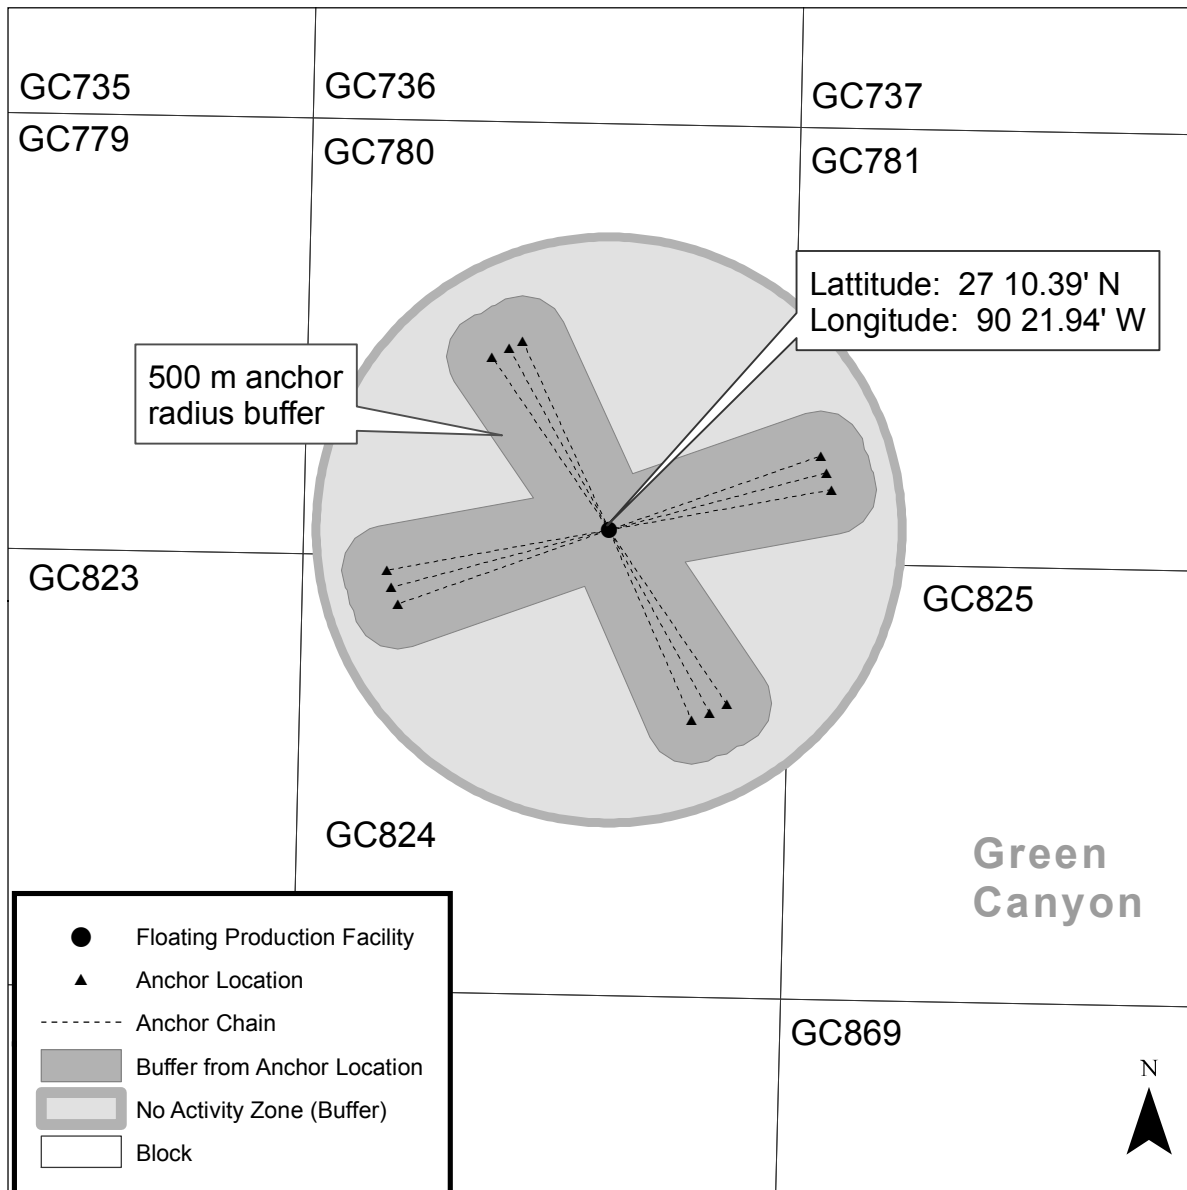 GC735
GC736
GC737
GC779
GC780
GC781
Lattitude:  27 10.39' N
Longitude:  90 21.94' W
500 m anchor
radius buffer
GC823
GC825
GC824
Green
Canyon
Floating Production Facility
Anchor Location
Anchor Chain
Buffer from Anchor Location
No Activity Zone (Buffer)
Block
GC869
N